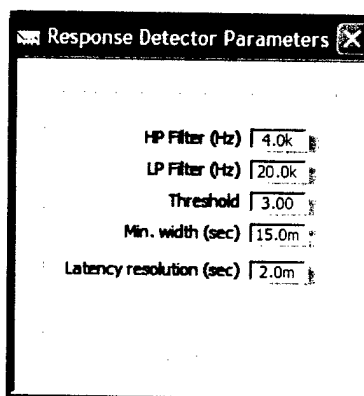 Response Detector Parameters
HP Filter (Hz) 4.0k
LP Filter (Hz) 20.0k
Threshold 3.00
Min. width (sec) 15.0m
Latency resolution (sec) 2.0m